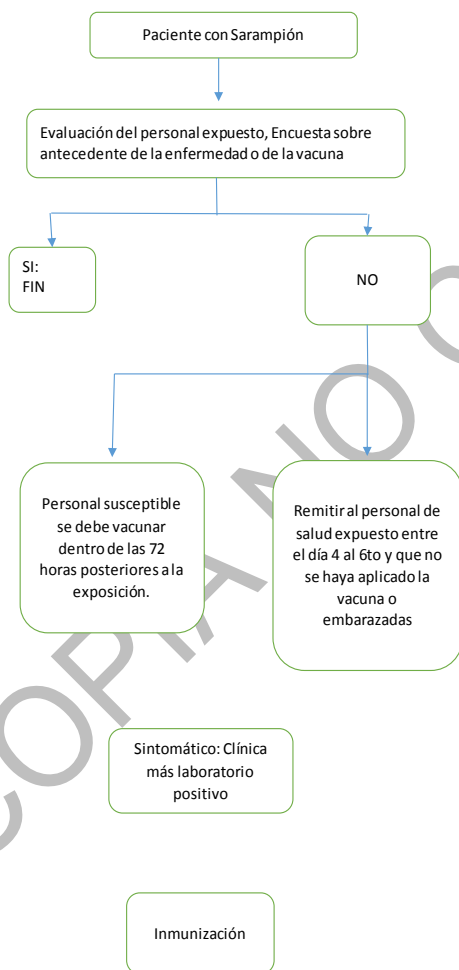 Paciente con Sarampión
Evaluación del personal expuesto, Encuesta sobre
antecedente de la enfermedad o de la vacuna
SI:
FIN
NO
Personal susceptible
se debe vacunar
dentro de las 72
horas posteriores a la
exposición.
Remitir al personal de
salud expuesto entre
el día 4 al 6to y que no
se haya aplicado la
vacuna o
embarazadas
Sintomático: Clínica
más laboratorio
positivo
Inmunización
COPIA NO C